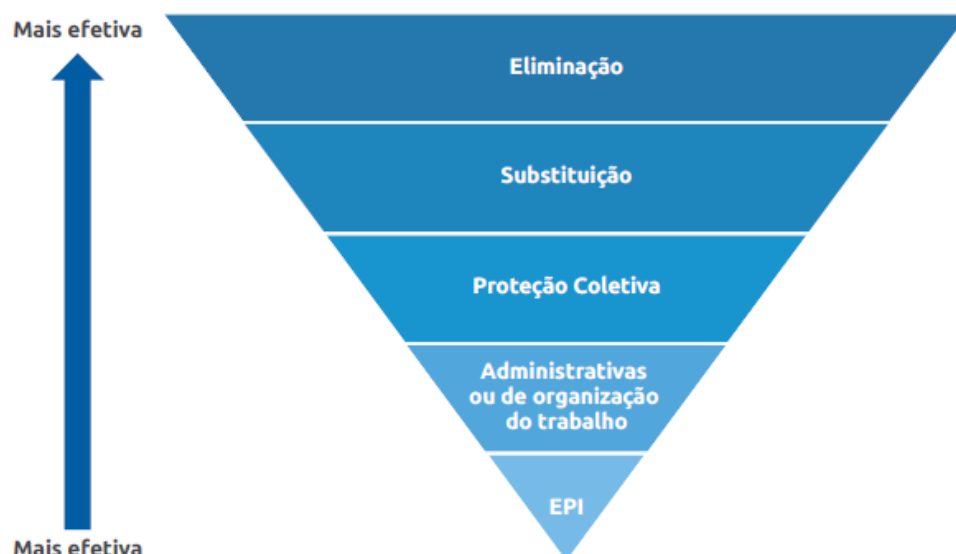 Mais efetiva
Eliminação
Substituição
Proteção Coletiva
Administrativas
ou de organização
do trabalho
EPI
Mais efetiva